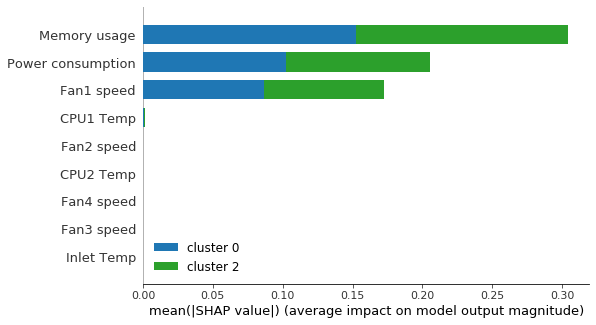 Memory usage
Power consumption
Fan1 speed
CPU1 Temp
Fan2 speed
CPU2 Temp
Fan4 speed
Fan3 speed
Inlet Temp
cluster 0
cluster 2
0.00 0.05 0.10 0.15 0.20 0.25 0.30
mean(|SHAP value|) (average impact on model output magnitude)